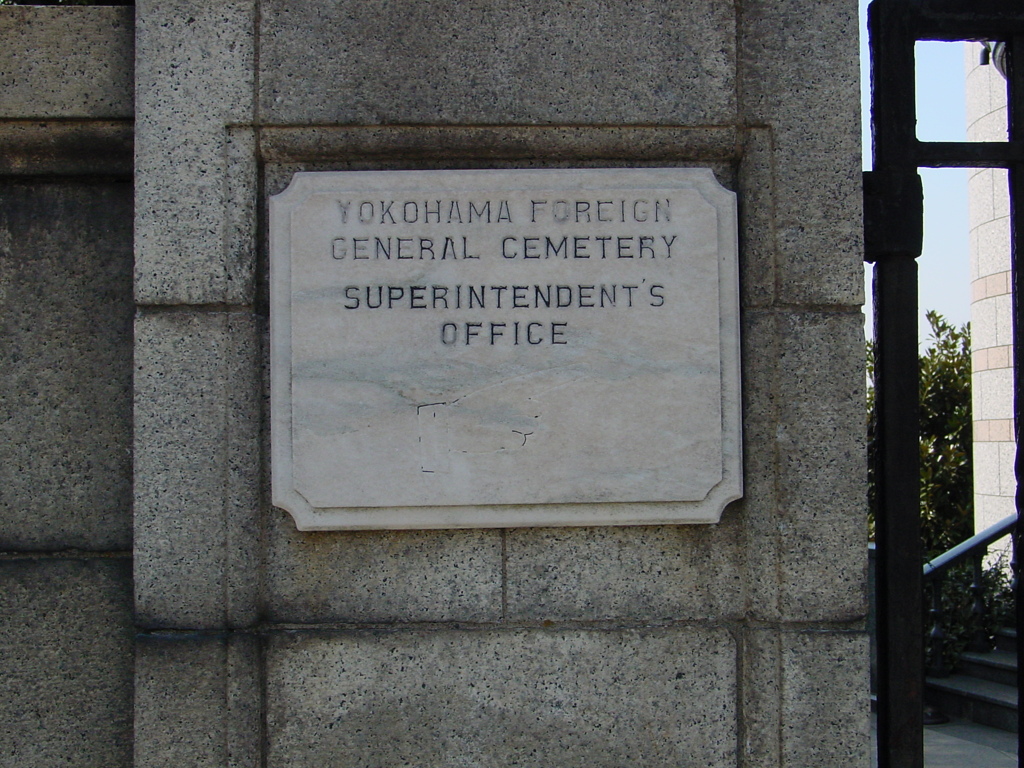 YOKOHAMA FOREIGN
GENERAL CEMETERY
SUPERINTENDENT'S
OFFICE